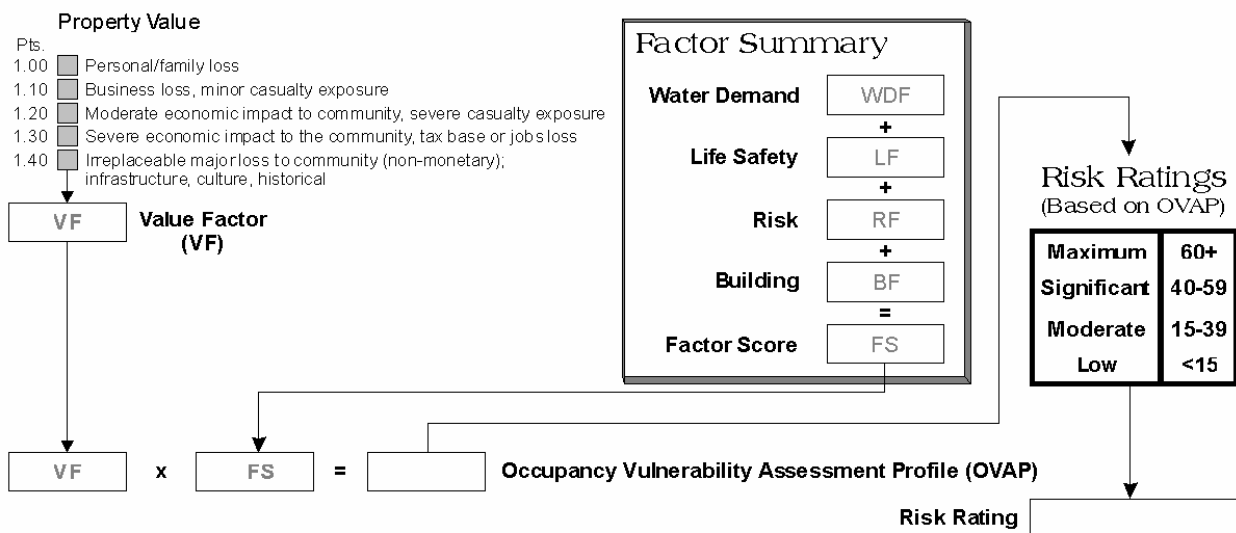 Property Value
Pts.
1.00 Personal/family loss
1.10 Business loss, minor casualty exposure
1.20 Moderate economic impact to community, severe casualty exposure
1.30 Severe economic impact to the community, tax base or jobs loss
1.40 Irreplaceable major loss to community (non-monetary);
infrastructure, culture, historical
VF Value Factor
(VF)
Factor Summary
Water Demand WDF
+
Life Safety LF
+
Risk RF
+
Building BF
=
Factor Score FS
Risk Ratings
(Based on OVAP)
Maximum 60+
Significant 40-59
Moderate 15-39
Low <15
VF x FS = Occupancy Vulnerability Assessment Profile (OVAP)
Risk Rating